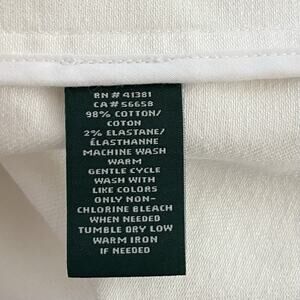 RN # 41381
CA # 56658
98% COTTON/
COTON
2% ELASTANE/
ÉLASTHANNE
MACHINE WASH
WARM
GENTLE CYCLE
WASH WITH
LIKE COLORS
ONLY NON-
CHLORINE BLEACH
WHEN NEEDED
TUMBLE DRY LOW
WARM IRON
IF NEEDED